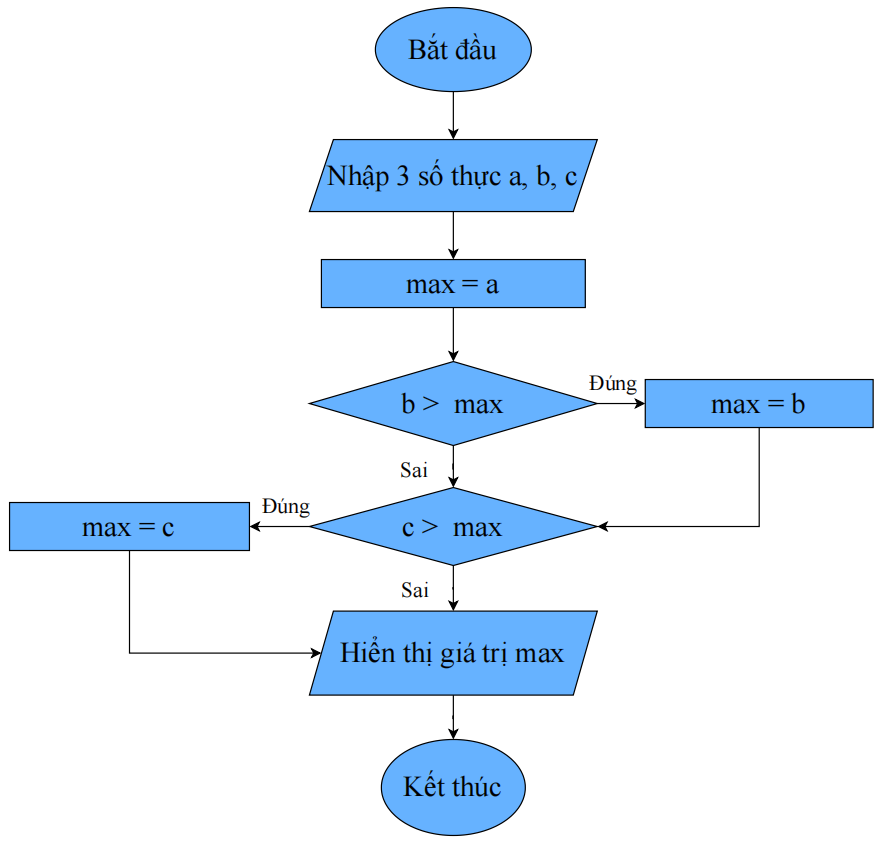 Bắt đầu
Nhập 3 số thực a, b, c
max = a
b > max
Đúng
max = b
Sai
c > max
Đúng
max = c
Sai
Hiển thị giá trị max
Kết thúc